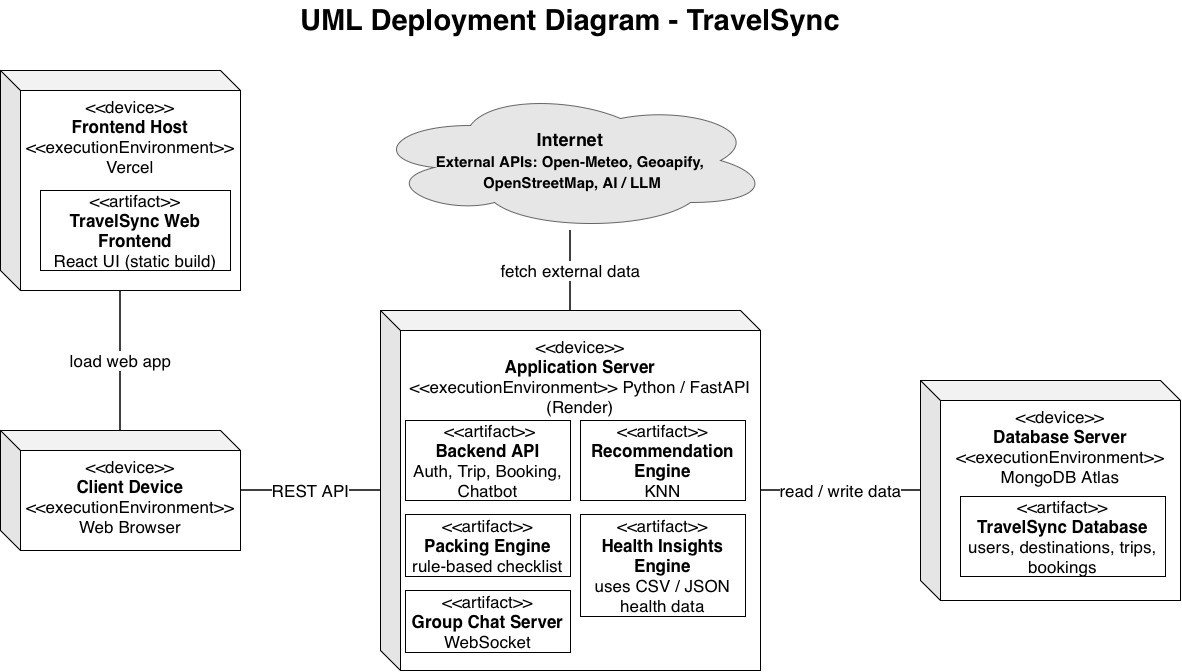 UML Deployment Diagram - TravelSync
<<device>>
Frontend Host
<<executionEnvironment>>
Vercel
<<artifact>>
TravelSync Web
Frontend
React UI (static build)
Internet
External APIs: Open-Meteo, Geoapify,
OpenStreetMap, AI / LLM
fetch external data
load web app
<<device>>
Client Device
<<executionEnvironment>>
Web Browser
REST API
<<device>>
Application Server
<<executionEnvironment>> Python / FastAPI
(Render)
<<artifact>>
Backend API
Auth, Trip, Booking,
Chatbot
<<artifact>>
Recommendation
Engine
KNN
<<artifact>>
Packing Engine
rule-based checklist
<<artifact>>
Health Insights
Engine
uses CSV / JSON
health data
<<artifact>>
Group Chat Server
WebSocket
read / write data
<<device>>
Database Server
<<executionEnvironment>>
MongoDB Atlas
<<artifact>>
TravelSync Database
users, destinations, trips,
bookings